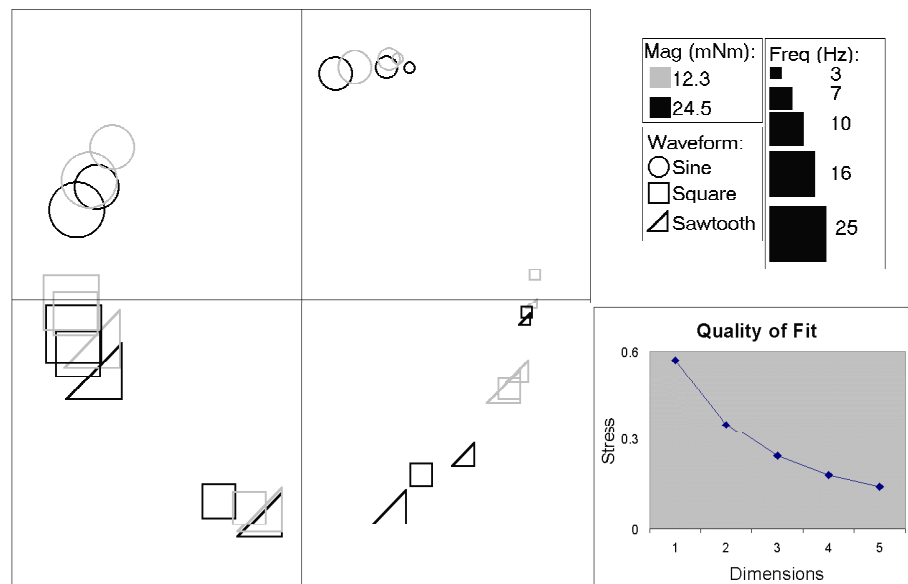 Mag (mNm):
12.3
24.5
Waveform:
Sine
Square
Sawtooth
Freq (Hz):
3
7
10
16
25
Quality of Fit
Stress
0.6
0.3
0
1 2 3 4 5
Dimensions